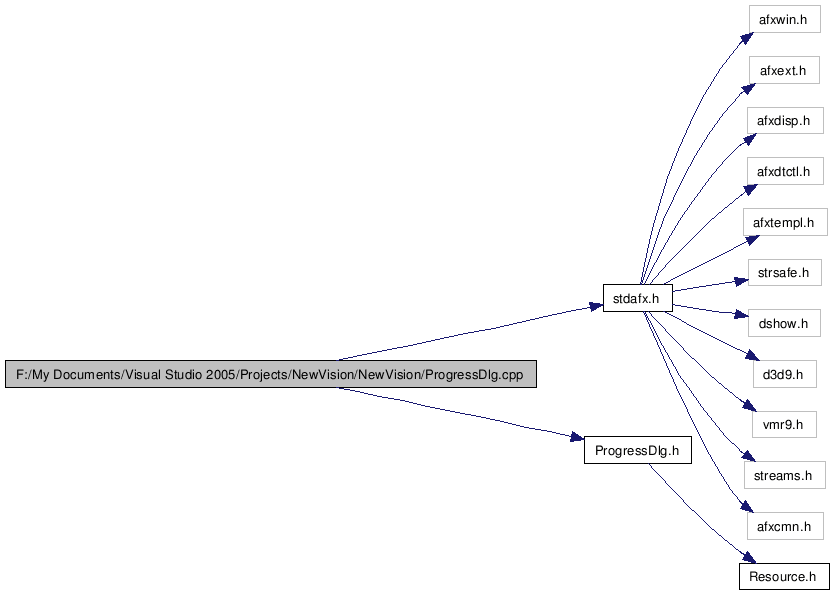 afxwin.h
afxext.h
afxdisp.h
afxdtctl.h
afxtempl.h
strsafe.h
stdafx.h
dshow.h
F:/My Documents/Visual Studio 2005/Projects/NewVision/NewVision/ProgressDlg.cpp
d3d9.h
vmr9.h
ProgressDlg.h
streams.h
afxcmn.h
Resource.h